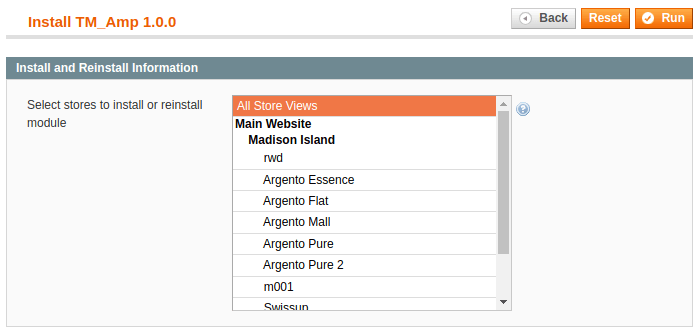 Install TM_Amp 1.0.0
Back
Reset
Run
Install and Reinstall Information
Select stores to install or reinstall
module
All Store Views
Main Website
Madison Island
rwd
Argento Essence
Argento Flat
Argento Mall
Argento Pure
Argento Pure 2
m001
Swissup
?